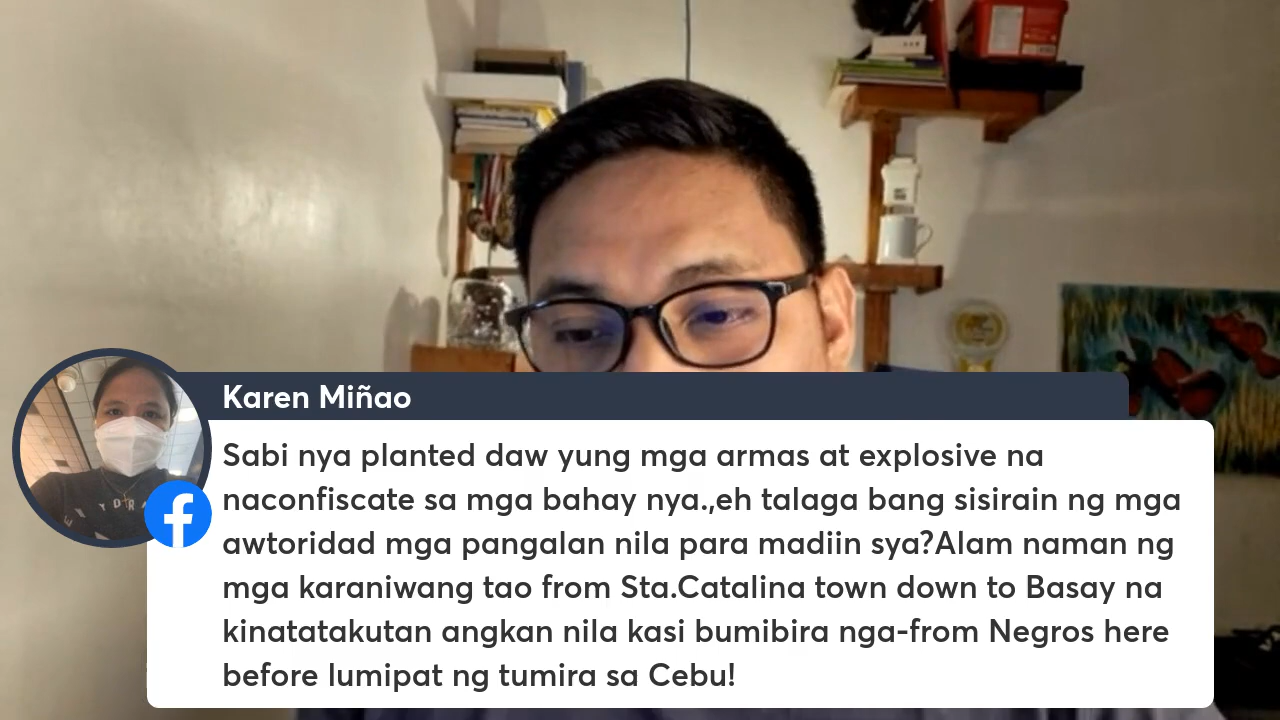 Karen Miñao
Sabi nya planted daw yung mga armas at explosive na
naconfiscate sa mga bahay nya.,eh talaga bang sisirain ng mga
awtoridad mga pangalan nila para madiin sya?Alam naman ng
mga karaniwang tao from Sta.Catalina town down to Basay na
kinatatakutan angkan nila kasi bumibira nga-from Negros here
before lumipat ng tumira sa Cebu!